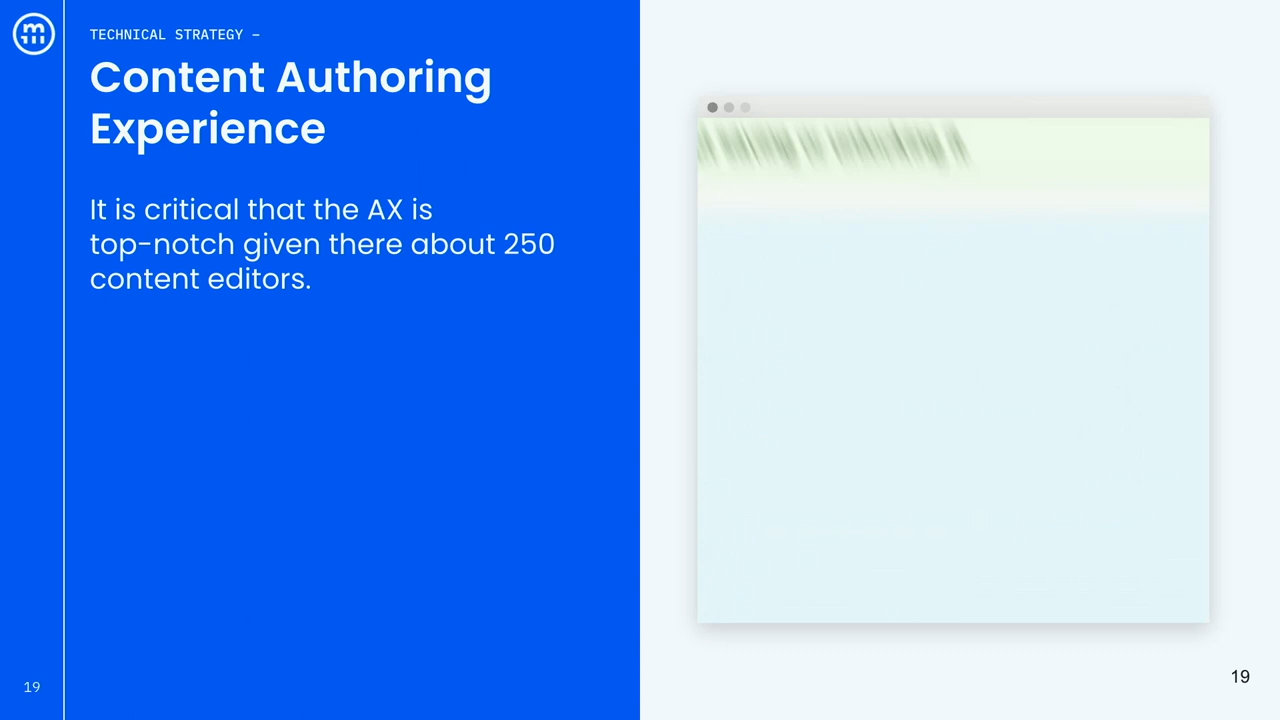 TECHNICAL STRATEGY –
Content Authoring
Experience
It is critical that the AX is
top-notch given there about 250
content editors.
19
19